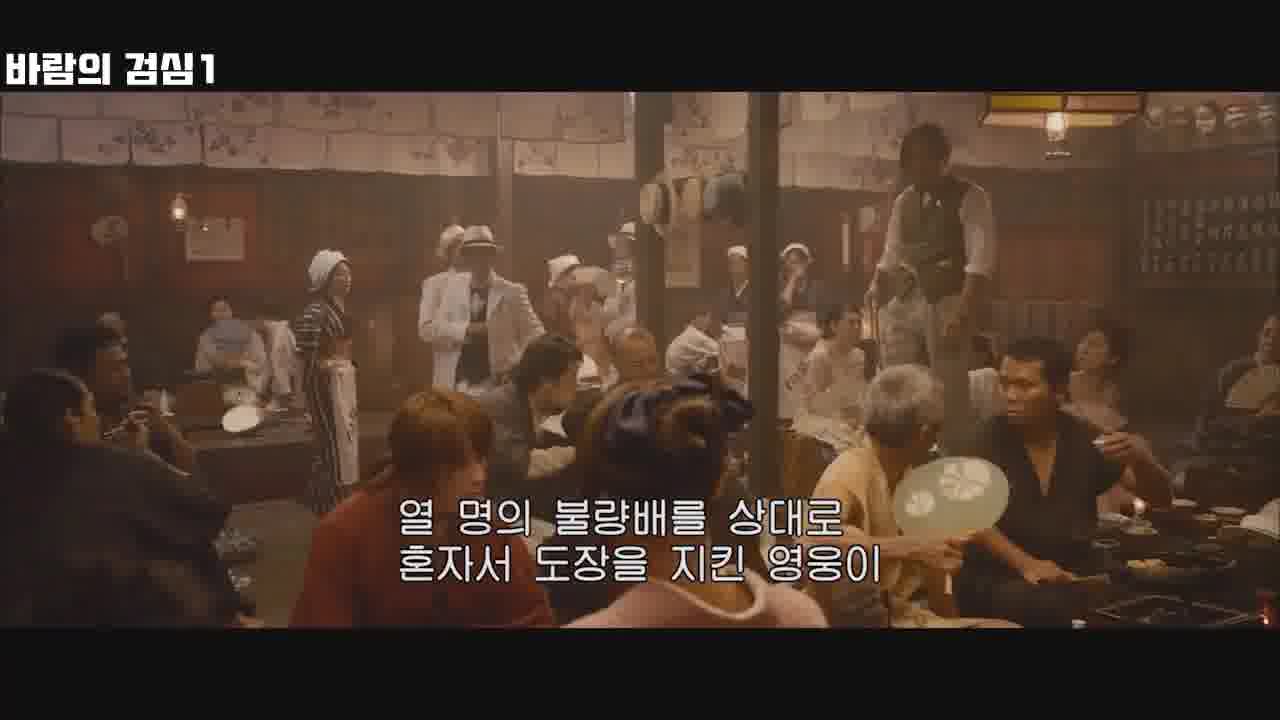 바람의 검심1
열 명의 불량배를 상대로
혼자서 도장을 지킨 영웅이